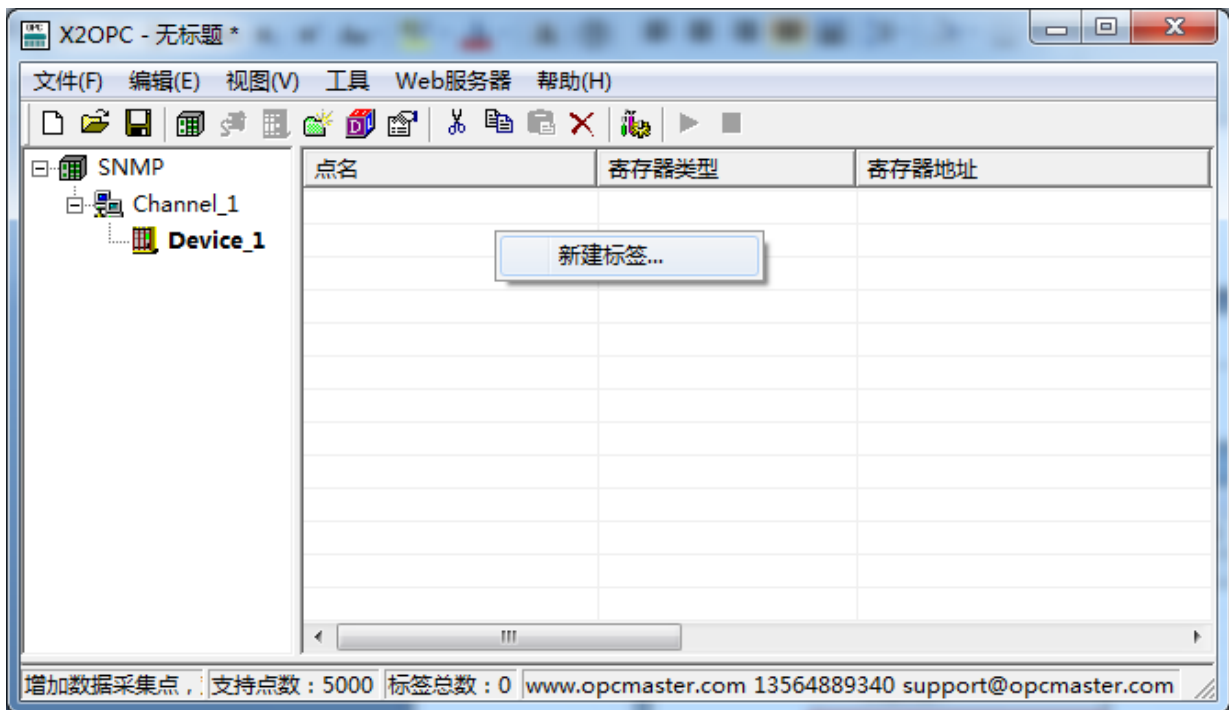 X2OPC - 无标题 *
文件(F) 编辑(E) 视图(V) 工具 Web服务器 帮助(H)
SNMP
Channel_1
Device_1
点名 寄存器类型 寄存器地址
新建标签...
增加数据采集点， 支持点数：5000 标签总数：0 www.opcmaster.com 13564889340 support@opcmaster.com